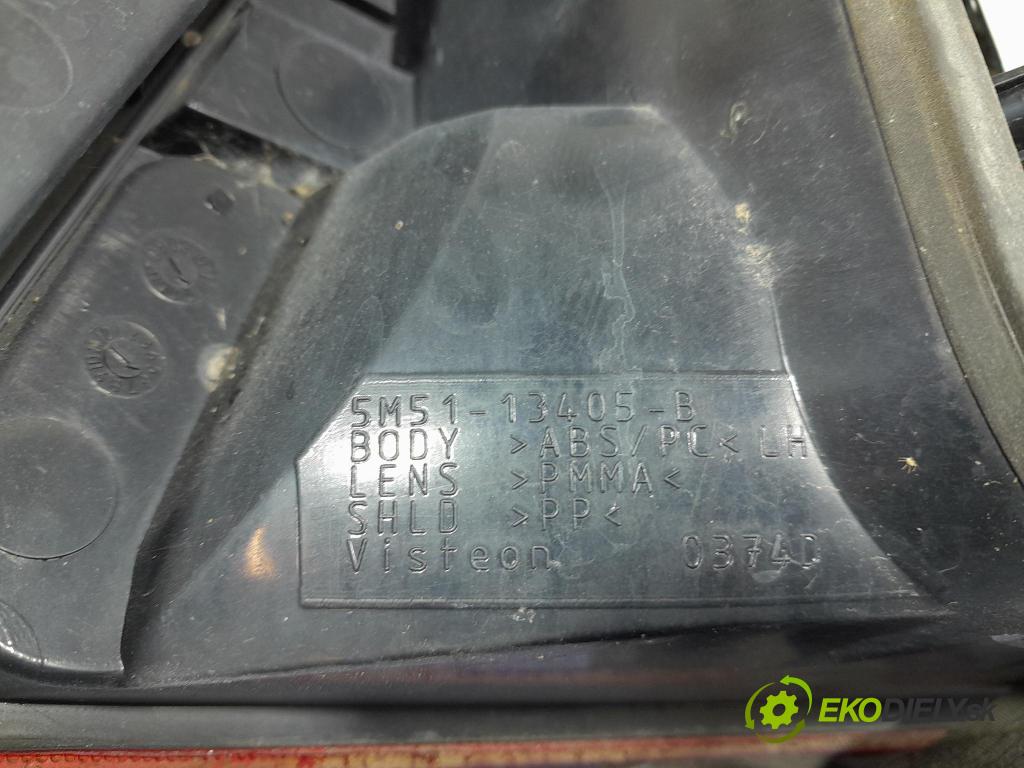 5M51-13405-B
BODY >ABS/PC< LH
LENS >PMMA<
SHLD >PP<
Visteon 0374D
EKODIELY.sk